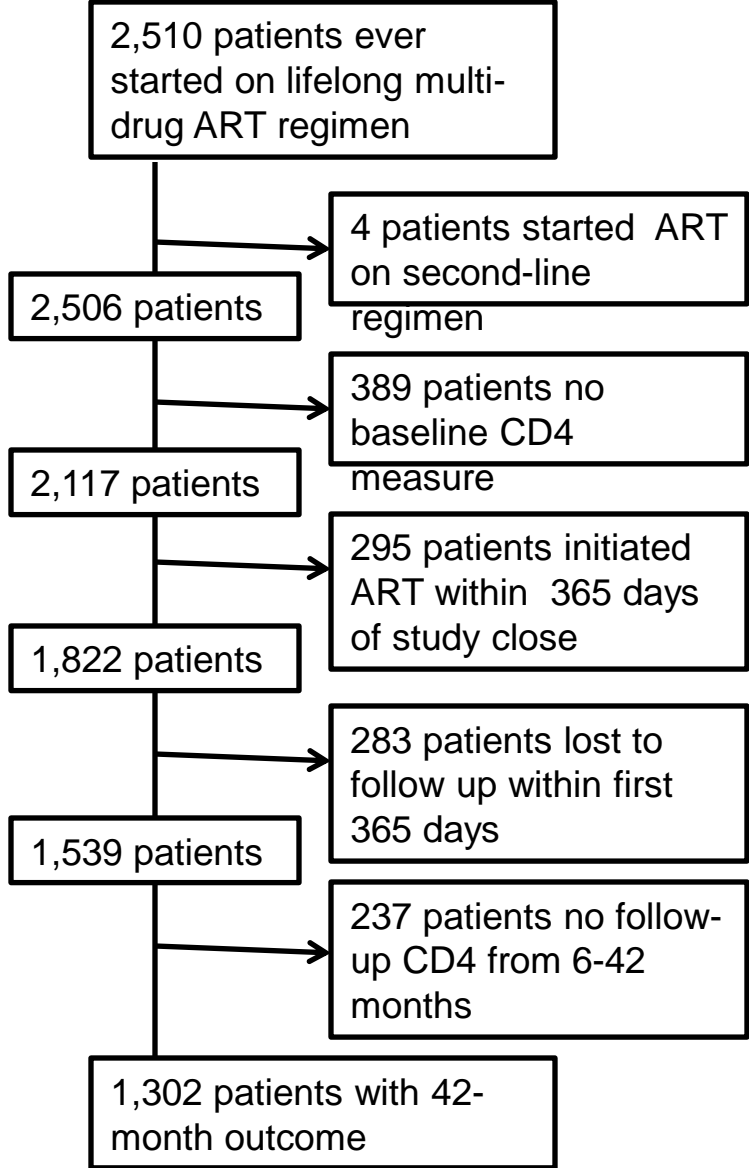 2,510 patients ever
started on lifelong multi-
drug ART regimen
4 patients started  ART
on second-line
regimen
2,506 patients
389 patients no
baseline CD4
measure
2,117 patients
295 patients initiated
ART within  365 days
of study close
1,822 patients
283 patients lost to
follow up within first
365 days
1,539 patients
237 patients no follow-
up CD4 from 6-42
months
1,302 patients with 42-
month outcome